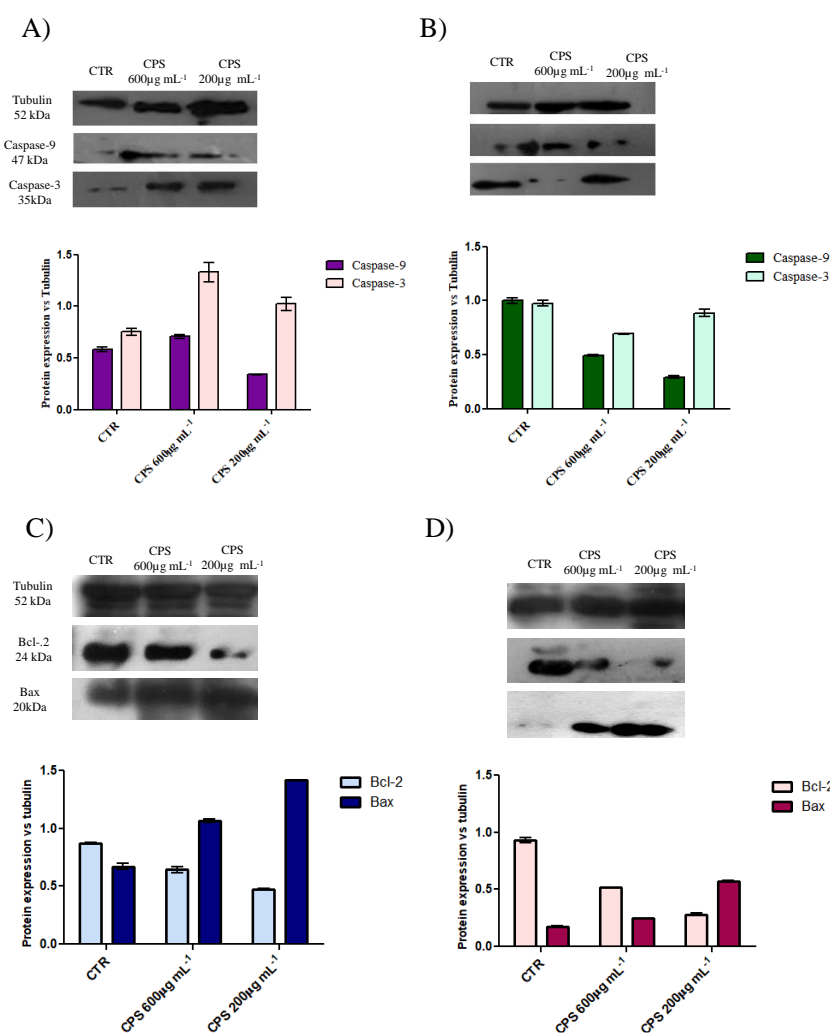 A)
CTR
CPS
600µg mL-1
CPS
200µg mL-1
Tubulin
52 kDa
Caspase-9
47 kDa
Caspase-3
35kDa
Protein expression vs Tubulin
1.5
1.0
0.5
0.0
CTR
CPS 600µg mL-1
CPS 200µg mL-1
Caspase-9
Caspase-3
B)
CTR
CPS
600µg mL-1
CPS
200µg mL-1
Protein expression vs Tubulin
1.5
1.0
0.5
0.0
CTR
CPS 600µg mL-1
CPS 200µg mL-1
Caspase-9
Caspase-3
C)
CTR
CPS
600µg mL-1
CPS
200µg mL-1
Tubulin
52 kDa
Bcl-.2
24 kDa
Bax
20kDa
Protein expression vs tubulin
1.5
1.0
0.5
0.0
CTR
CPS 600µg mL-1
CPS 200µg mL-1
Bcl-2
Bax
D)
CTR
CPS
600µg mL-1
CPS
200µg mL-1
Protein expression vs tubulin
1.5
1.0
0.5
0.0
CTR
CPS 600µg mL-1
CPS 200µg mL-1
Bcl-2
Bax